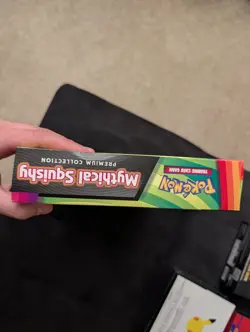 POKéMON
TRADING CARD GAME
Mythical Squishy
PREMIUM COLLECTION